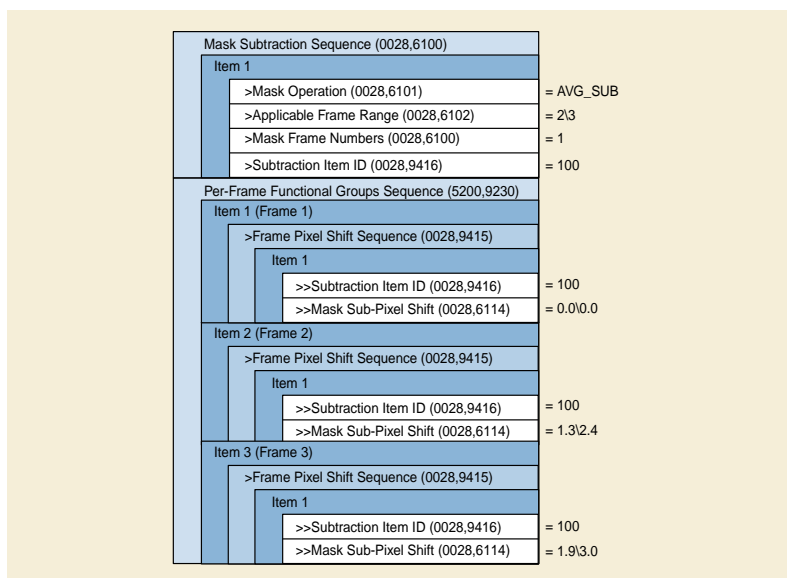 Mask Subtraction Sequence (0028,6100)
Item 1
>Mask Operation (0028,6101) = AVG_SUB
>Applicable Frame Range (0028,6102) = 2\3
>Mask Frame Numbers (0028,6100) = 1
>Subtraction Item ID (0028,9416) = 100
Per-Frame Functional Groups Sequence (5200,9230)
Item 1 (Frame 1)
>Frame Pixel Shift Sequence (0028,9415)
Item 1
>>Subtraction Item ID (0028,9416) = 100
>>Mask Sub-Pixel Shift (0028,6114) = 0.0\0.0
Item 2 (Frame 2)
>Frame Pixel Shift Sequence (0028,9415)
Item 1
>>Subtraction Item ID (0028,9416) = 100
>>Mask Sub-Pixel Shift (0028,6114) = 1.3\2.4
Item 3 (Frame 3)
>Frame Pixel Shift Sequence (0028,9415)
Item 1
>>Subtraction Item ID (0028,9416) = 100
>>Mask Sub-Pixel Shift (0028,6114) = 1.9\3.0